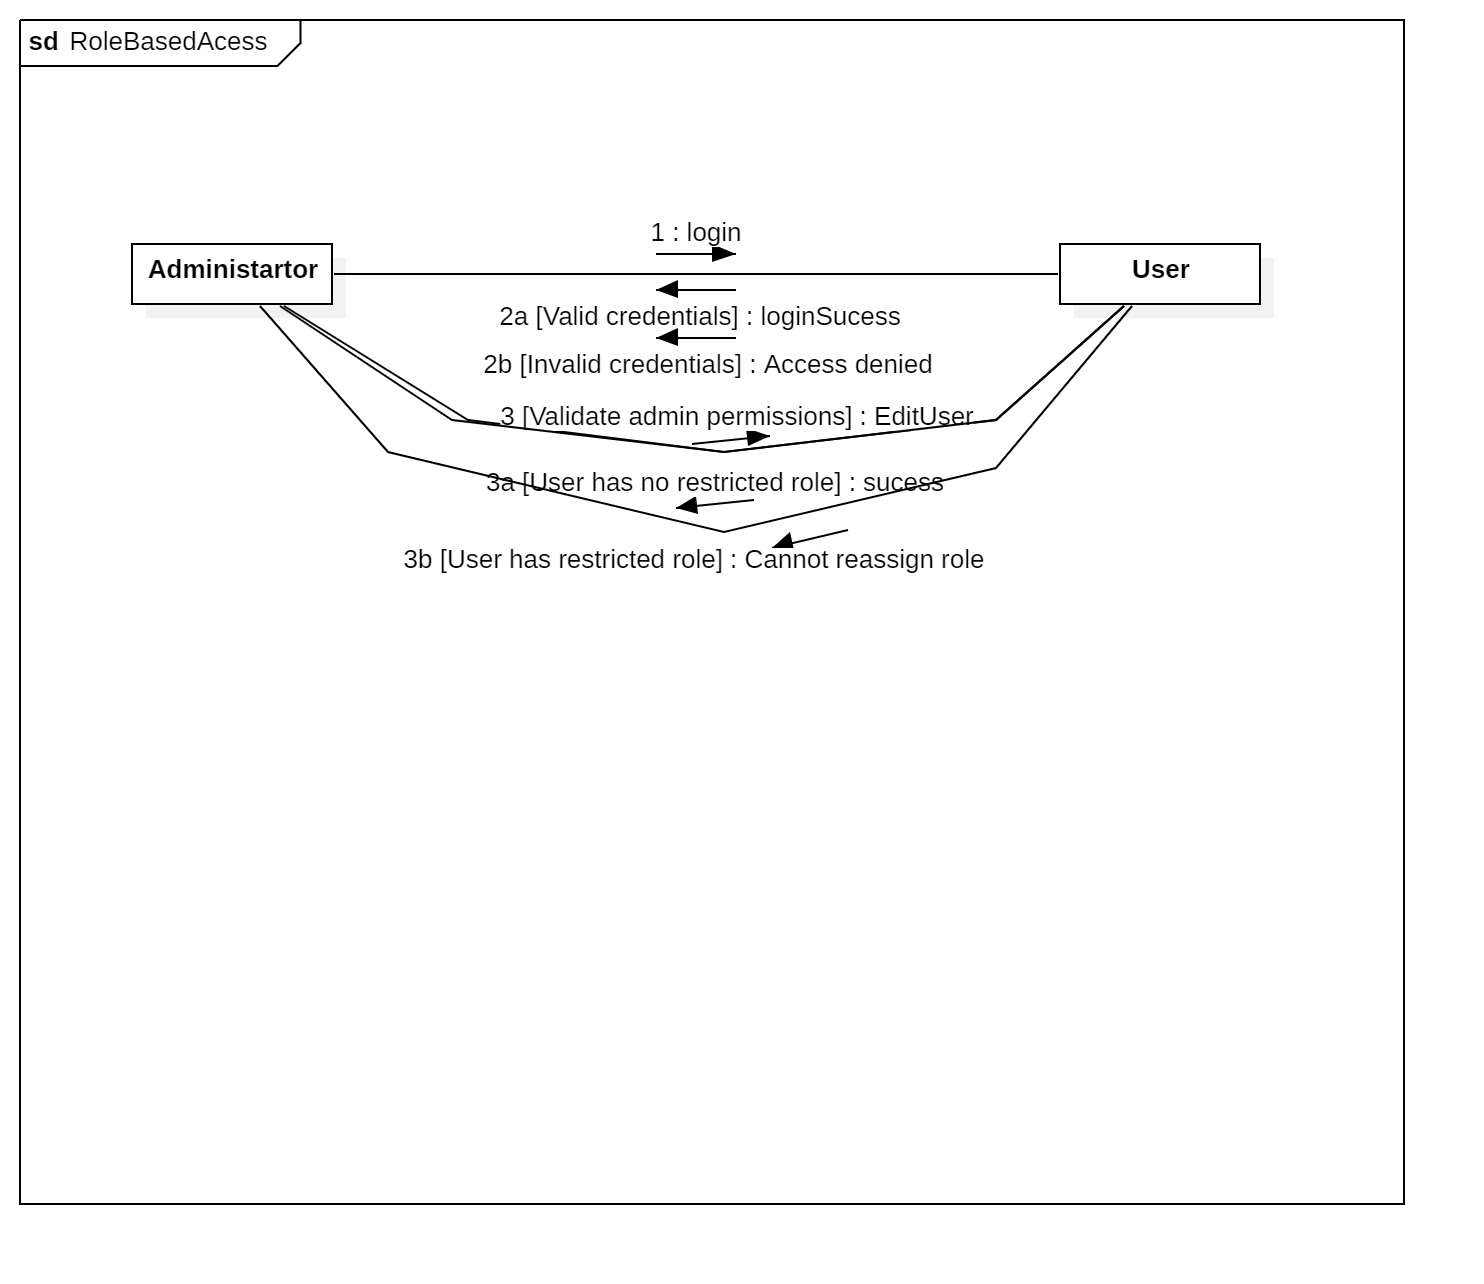 sd RoleBasedAcess
1 : login
Administartor
User
2a [Valid credentials] : loginSucess
2b [Invalid credentials] : Access denied
3 [Validate admin permissions] : EditUser
3a [User has no restricted role] : sucess
3b [User has restricted role] : Cannot reassign role